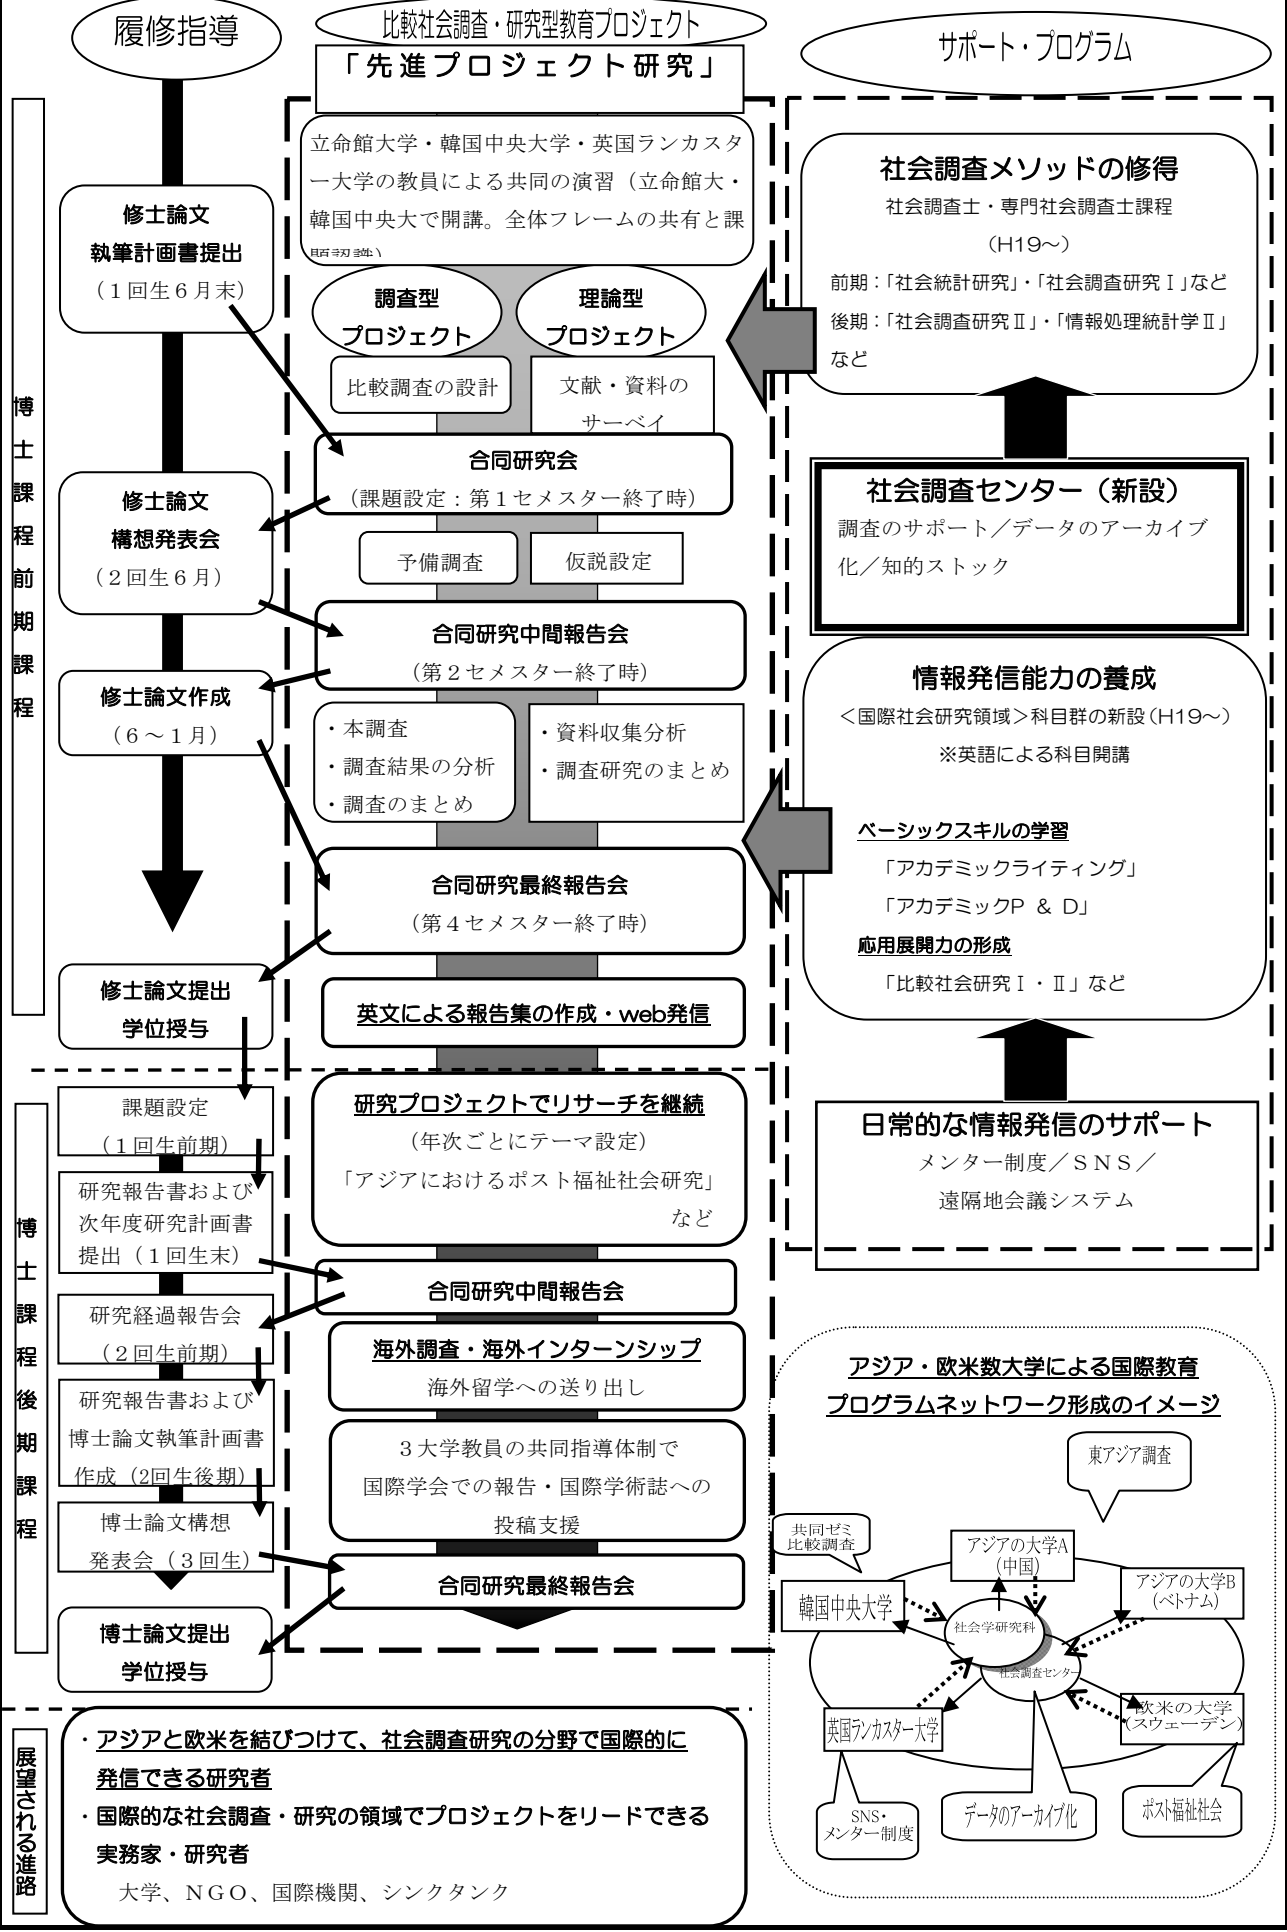 履修指導
比較社会調査・研究型教育プロジェクト
「先進プロジェクト研究」
サポート・プログラム
博士課程前期課程
修士論文
執筆計画書提出
（１回生６月末）
修士論文
構想発表会
（２回生６月）
修士論文作成
（６～１月）
修士論文提出
学位授与
立命館大学・韓国中央大学・英国ランカスタ
ー大学の教員による共同の演習（立命館大・
韓国中央大で開講。全体フレームの共有と課
題認識）
調査型
プロジェクト
理論型
プロジェクト
比較調査の設計
文献・資料の
サーベイ
合同研究会
（課題設定：第１セメスター終了時）
予備調査
仮説設定
合同研究中間報告会
（第２セメスター終了時）
・本調査
・調査結果の分析
・調査のまとめ
・資料収集分析
・調査研究のまとめ
合同研究最終報告会
（第４セメスター終了時）
英文による報告集の作成・web発信
社会調査メソッドの修得
社会調査士・専門社会調査士課程
（H19～）
前期：「社会統計研究」・「社会調査研究Ⅰ」など
後期：「社会調査研究Ⅱ」・「情報処理統計学Ⅱ」
など
社会調査センター（新設）
調査のサポート／データのアーカイブ
化／知的ストック
情報発信能力の養成
＜国際社会研究領域＞科目群の新設（H19～）
※英語による科目開講
ベーシックスキルの学習
「アカデミックライティング」
「アカデミックP ＆ D」
応用展開力の形成
「比較社会研究Ⅰ・Ⅱ」など
日常的な情報発信のサポート
メンター制度／ＳＮＳ／
遠隔地会議システム
博士課程後期課程
課題設定
（１回生前期）
研究報告書および
次年度研究計画書
提出（１回生末）
研究経過報告会
（２回生前期）
研究報告書および
博士論文執筆計画書
作成（2回生後期）
博士論文構想
発表会（３回生）
博士論文提出
学位授与
研究プロジェクトでリサーチを継続
（年次ごとにテーマ設定）
「アジアにおけるポスト福祉社会研究」
など
合同研究中間報告会
海外調査・海外インターンシップ
海外留学への送り出し
３大学教員の共同指導体制で
国際学会での報告・国際学術誌への
投稿支援
合同研究最終報告会
アジア・欧米数大学による国際教育
プログラムネットワーク形成のイメージ
東アジア調査
共同ゼミ
比較調査
アジアの大学A
（中国）
アジアの大学B
（ベトナム）
韓国中央大学
社会学研究科
社会調査センター
欧米の大学
（スウェーデン）
英国ランカスター大学
SNS・
メンター制度
データのアーカイブ化
ポスト福祉社会
展望される進路
・アジアと欧米を結びつけて、社会調査研究の分野で国際的に
発信できる研究者
・国際的な社会調査・研究の領域でプロジェクトをリードできる
実務家・研究者
大学、ＮＧＯ、国際機関、シンクタンク